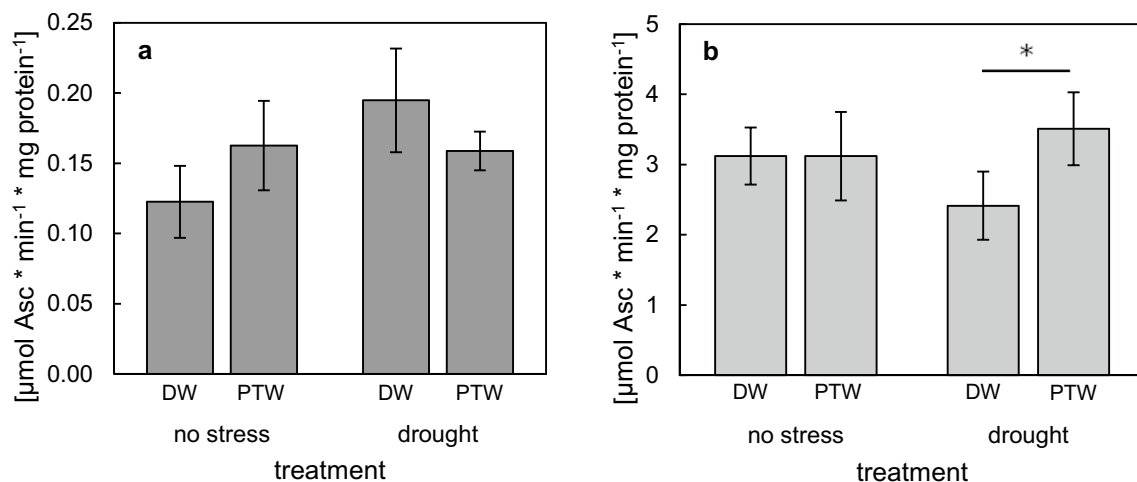 a
[µmol Asc * min-1 * mg protein-1]
0.25
0.20
0.15
0.10
0.05
0.00
DW PTW DW PTW
no stress drought
treatment
b
*
[µmol Asc * min-1 * mg protein-1]
5
4
3
2
1
0
DW PTW DW PTW
no stress drought
treatment